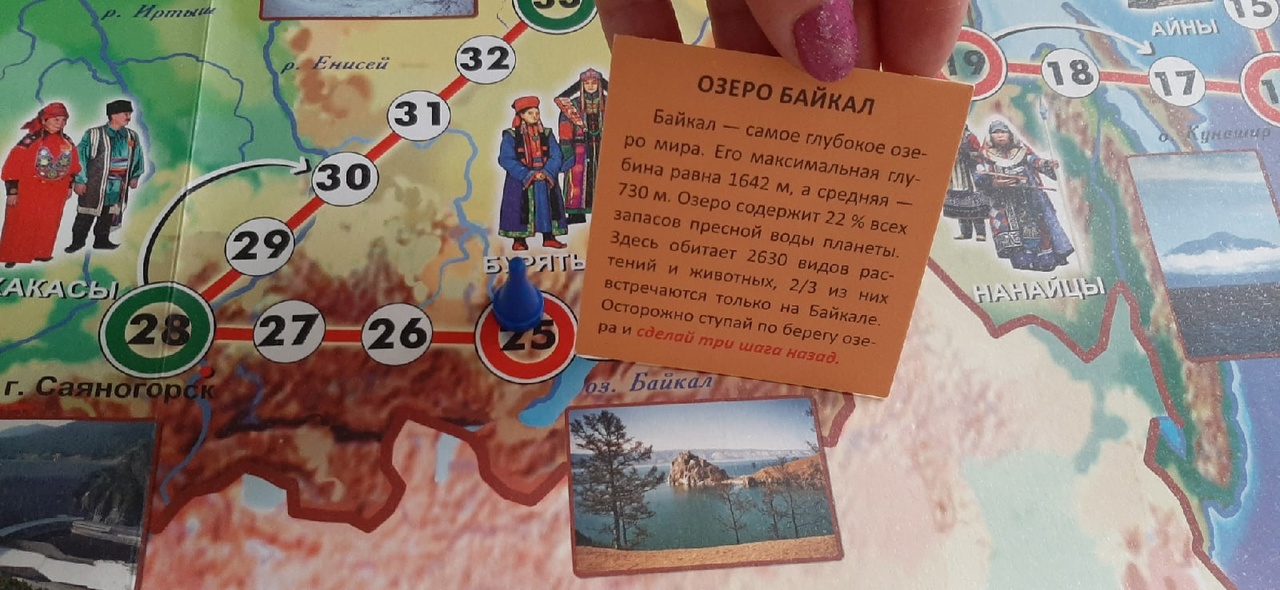 р. Иртыш
р. Енисей
33
32
31
30
29
28
27
26
25
ХАКАСЫ
БУРЯТЫ
г. Саяногорск
оз. Байкал
ОЗЕРО БАЙКАЛ
Байкал — самое глубокое озе-
ро мира. Его максимальная глу-
бина равна 1642 м, а средняя —
730 м. Озеро содержит 22 % всех
запасов пресной воды планеты.
Здесь обитает 2630 видов рас-
тений и животных, 2/3 из них
встречаются только на Байкале.
Осторожно ступай по берегу озе-
ра и сделай три шага назад.
19
18
17
15
АЙНЫ
о. Кунашир
НАНАЙЦЫ